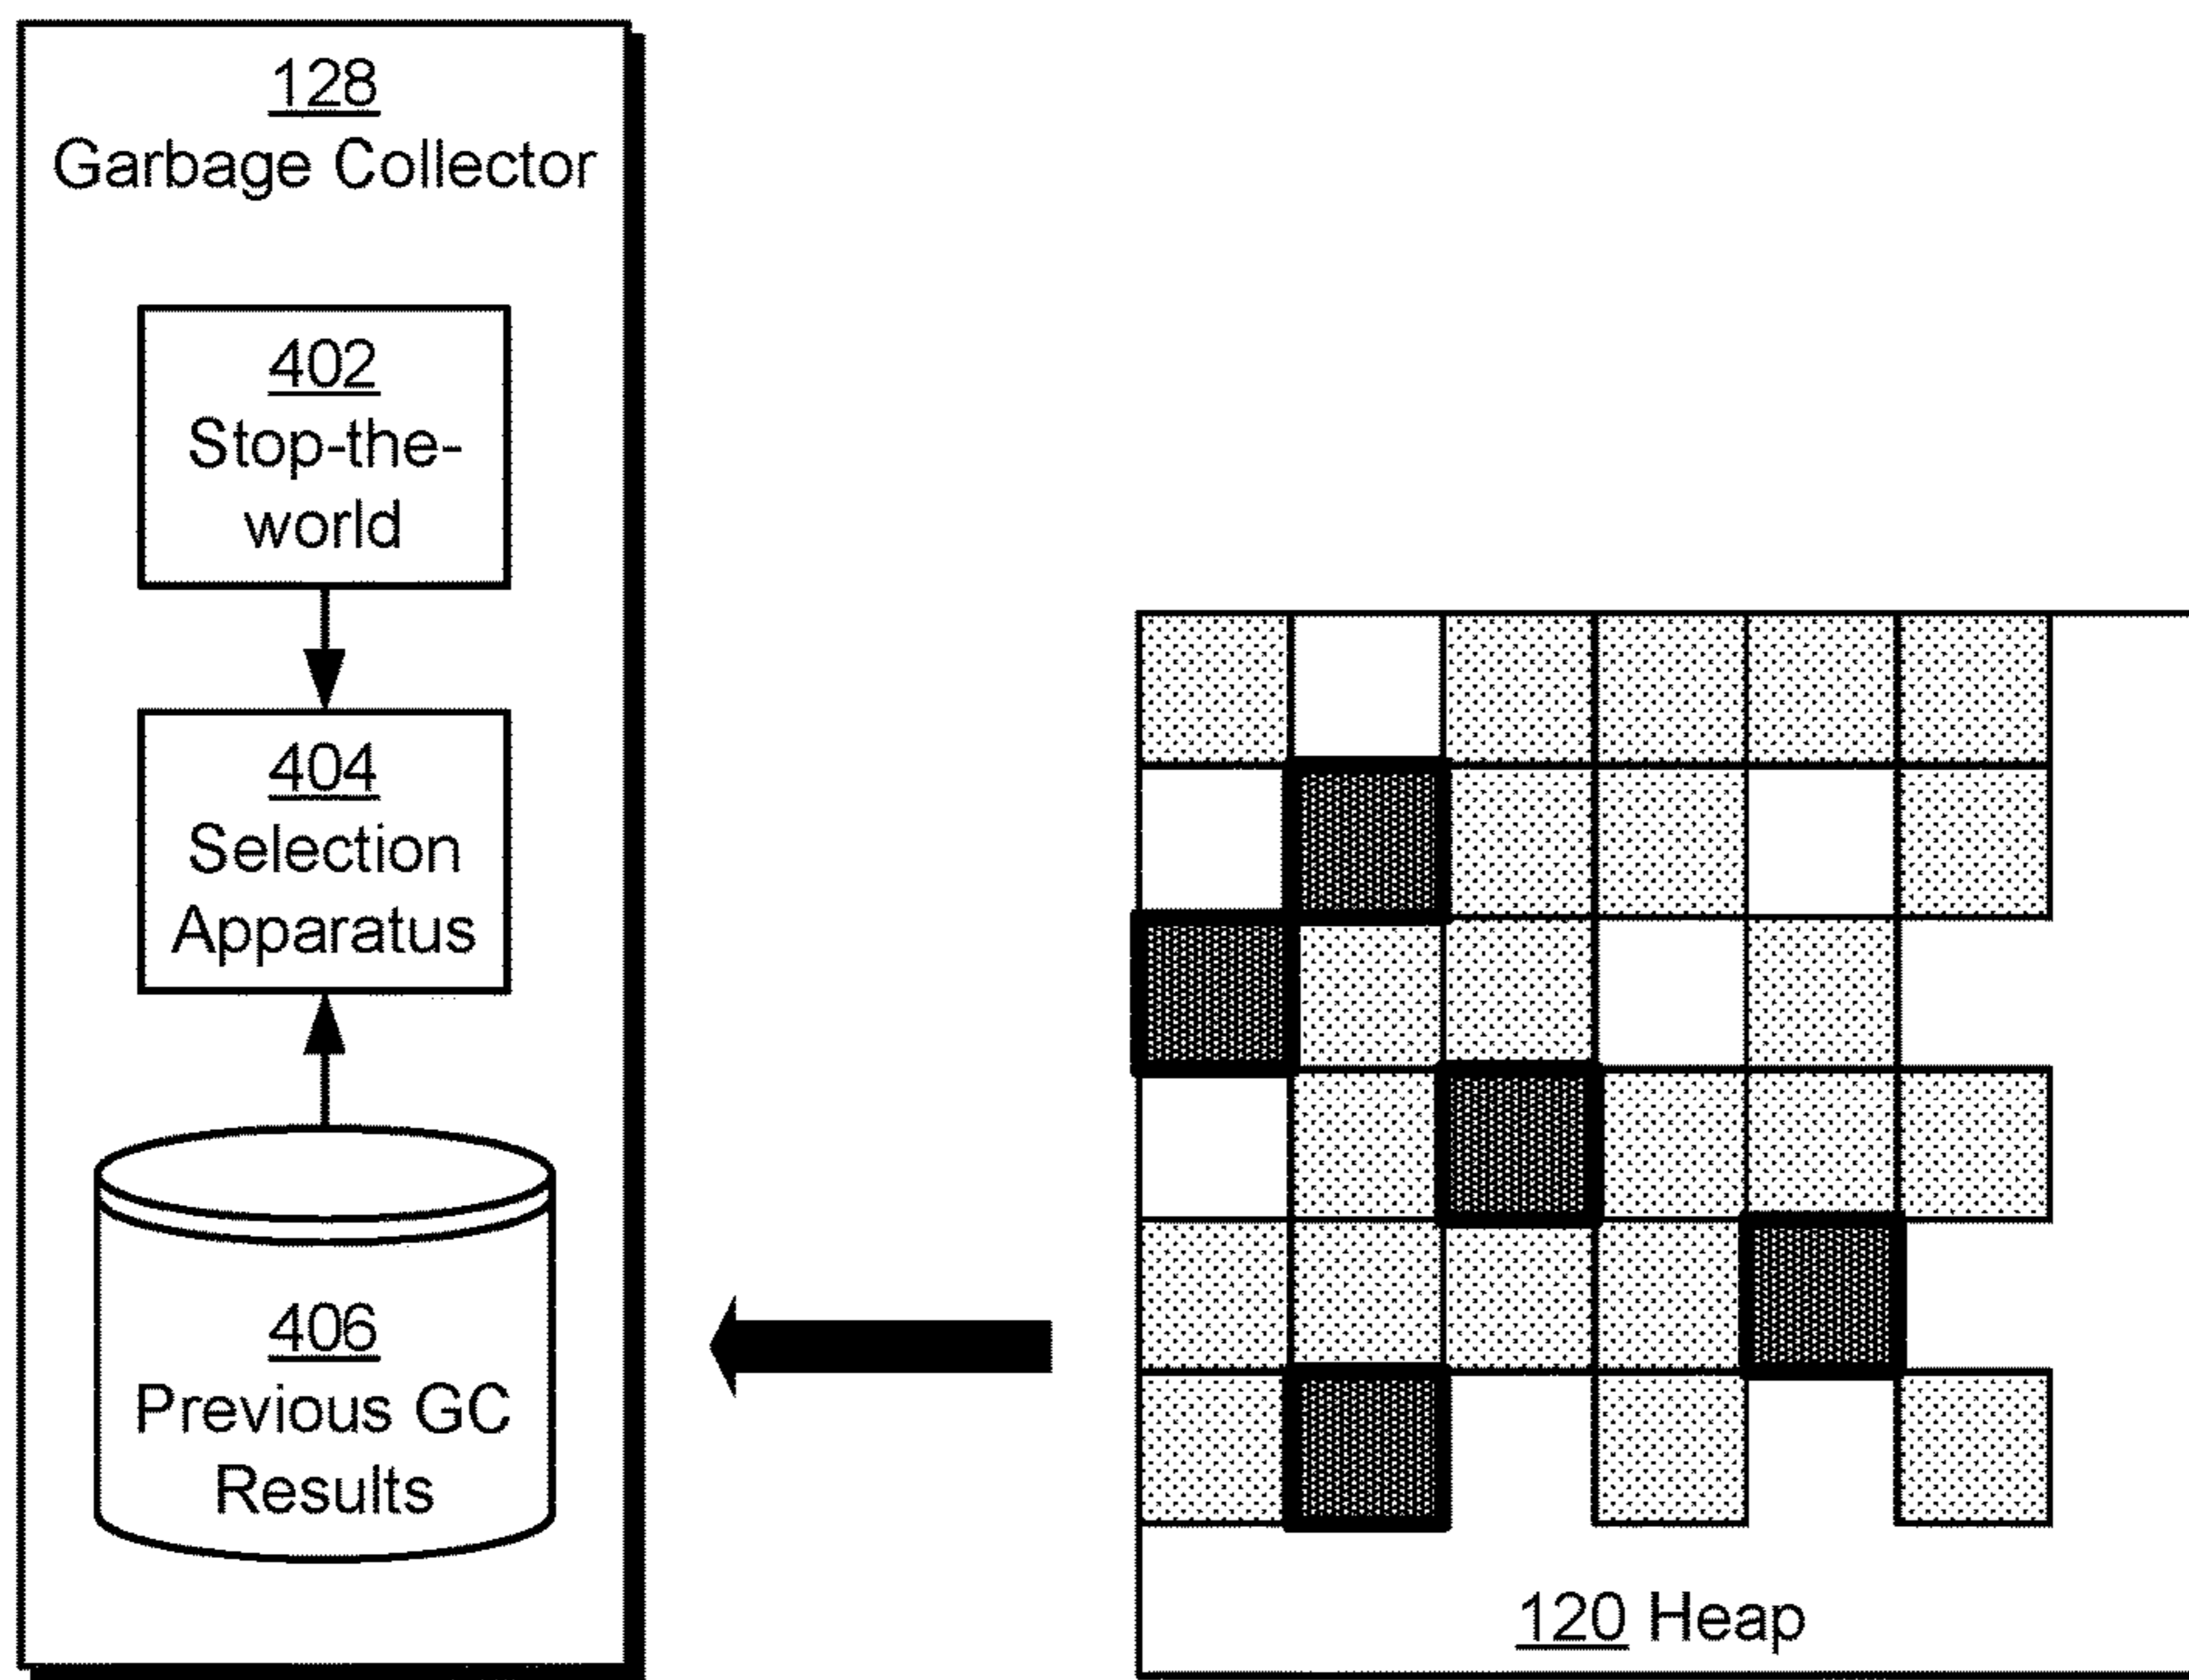 128
Garbage Collector
402
Stop-the-
world
404
Selection
Apparatus
406
Previous GC
Results
120 Heap